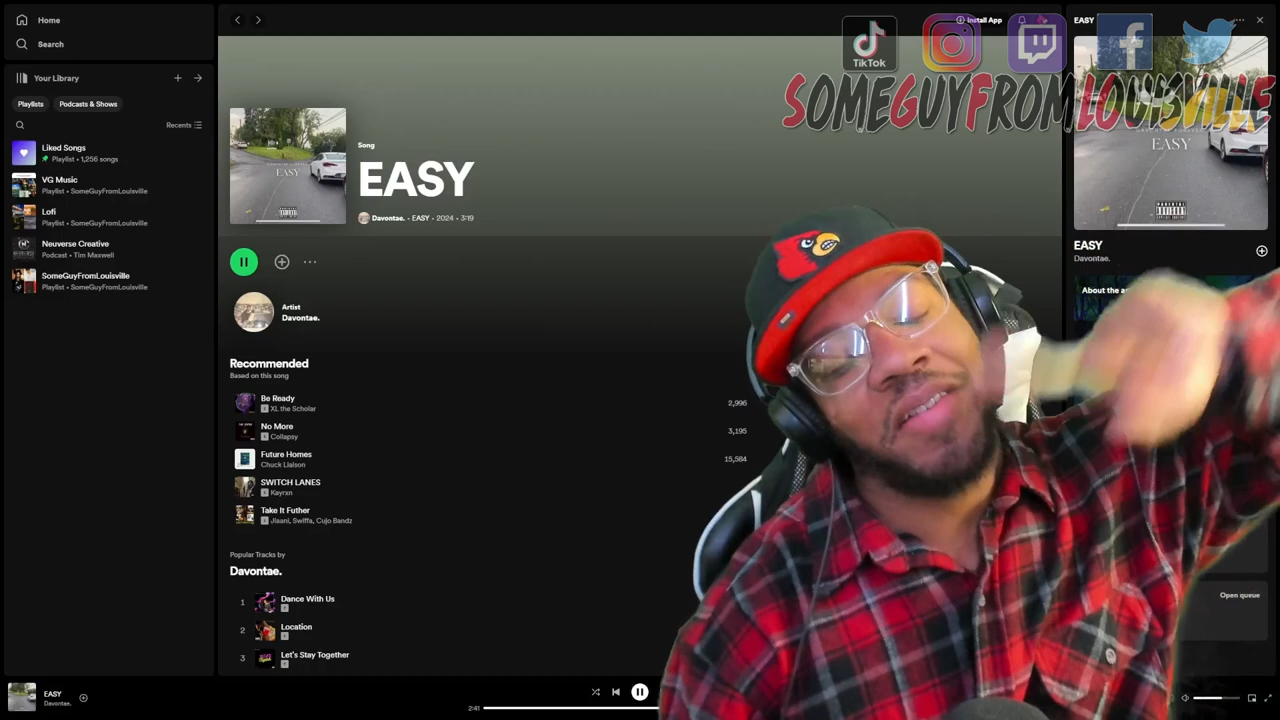 Home
Search
Your Library
Playlists
Podcasts & Shows
Recents
Liked Songs
Playlist • 1,256 songs
VG Music
Playlist • SomeGuyFromLouisville
Lofi
Playlist • SomeGuyFromLouisville
Neuverse Creative
Podcast • Tim Maxwell
SomeGuyFromLouisville
Playlist • SomeGuyFromLouisville
Install App
EASY
Song
EASY
Davontae. • EASY • 2024 • 3:19
Artist
Davontae.
Recommended
Based on this song
Be Ready
E XL the Scholar
2,996
No More
E Collapsy
3,195
Future Homes
Chuck LiaIson
15,584
SWITCH LANES
E Kayrxn
Take It Futher
E Jiaani, Swiffa, Cujo Bandz
Popular Tracks by
Davontae.
1 Dance With Us
E
2 Location
E
3 Let's Stay Together
E
TikTok
SOMEGUYFROMLOUISVILLE
EASY
EASY
PARENTAL
EASY
Davontae.
About the a
Open queue
EASY
Davontae.
2:41